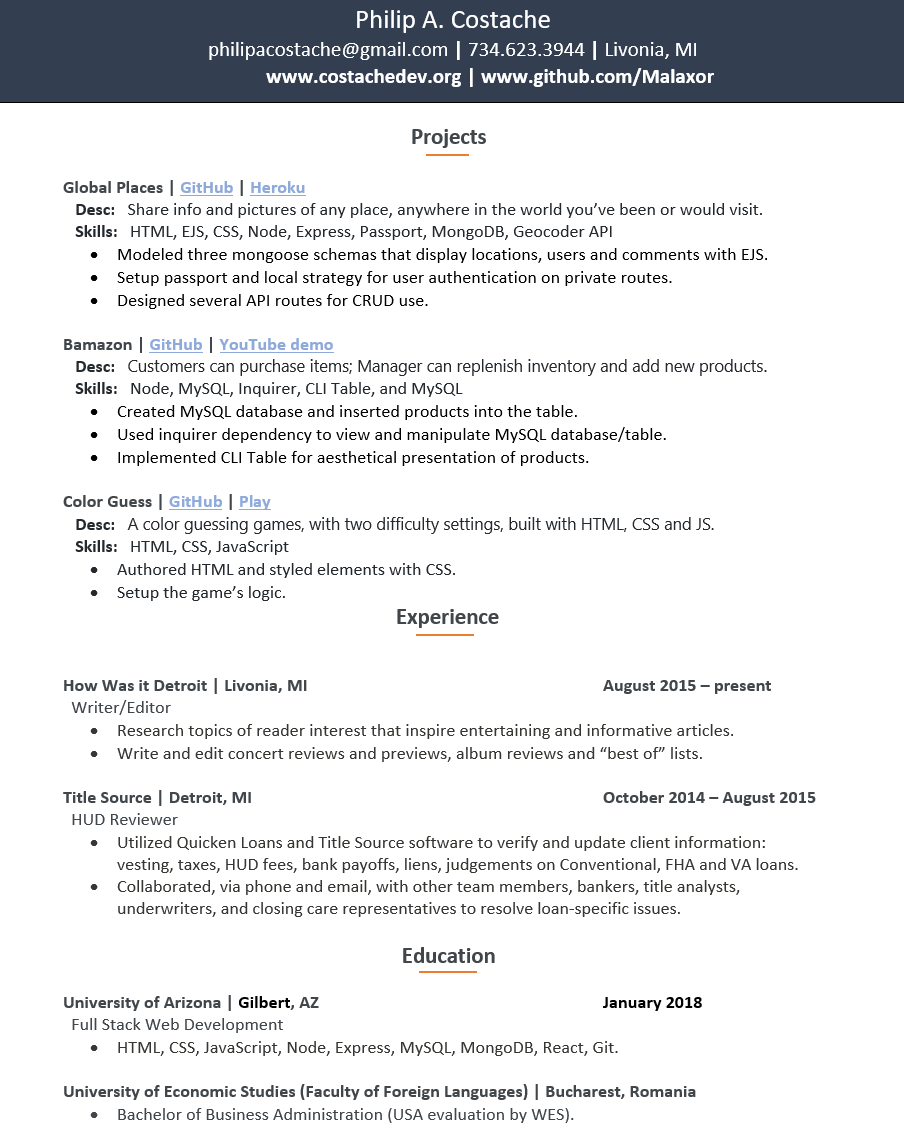 Philip A. Costache
philipacostache@gmail.com | 734.623.3944 | Livonia, MI
www.costachedev.org | www.github.com/Malaxor
Projects
Global Places | GitHub | Heroku
Desc: Share info and pictures of any place, anywhere in the world you’ve been or would visit.
Skills: HTML, EJS, CSS, Node, Express, Passport, MongoDB, Geocoder API
• Modeled three mongoose schemas that display locations, users and comments with EJS.
• Setup passport and local strategy for user authentication on private routes.
• Designed several API routes for CRUD use.
Bamazon | GitHub | YouTube demo
Desc: Customers can purchase items; Manager can replenish inventory and add new products.
Skills: Node, MySQL, Inquirer, CLI Table, and MySQL
• Created MySQL database and inserted products into the table.
• Used inquirer dependency to view and manipulate MySQL database/table.
• Implemented CLI Table for aesthetical presentation of products.
Color Guess | GitHub | Play
Desc: A color guessing games, with two difficulty settings, built with HTML, CSS and JS.
Skills: HTML, CSS, JavaScript
• Authored HTML and styled elements with CSS.
• Setup the game’s logic.
Experience
How Was it Detroit | Livonia, MI August 2015 – present
Writer/Editor
• Research topics of reader interest that inspire entertaining and informative articles.
• Write and edit concert reviews and previews, album reviews and “best of” lists.
Title Source | Detroit, MI October 2014 – August 2015
HUD Reviewer
• Utilized Quicken Loans and Title Source software to verify and update client information:
vesting, taxes, HUD fees, bank payoffs, liens, judgements on Conventional, FHA and VA loans.
• Collaborated, via phone and email, with other team members, bankers, title analysts,
underwriters, and closing care representatives to resolve loan-specific issues.
Education
University of Arizona | Gilbert, AZ January 2018
Full Stack Web Development
• HTML, CSS, JavaScript, Node, Express, MySQL, MongoDB, React, Git.
University of Economic Studies (Faculty of Foreign Languages) | Bucharest, Romania
• Bachelor of Business Administration (USA evaluation by WES).